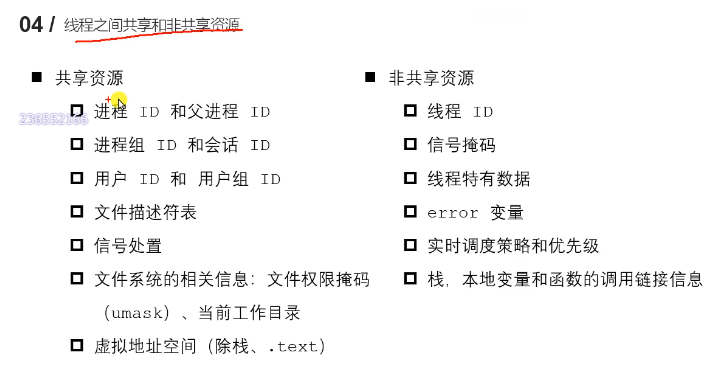 04 / 线程之间共享和非共享资源
共享资源
进程 ID 和父进程 ID
进程组 ID 和会话 ID
用户 ID 和 用户组 ID
文件描述符表
信号处置
文件系统的相关信息：文件权限掩码
（umask）、当前工作目录
虚拟地址空间（除栈、.text）
非共享资源
线程 ID
信号掩码
线程特有数据
error 变量
实时调度策略和优先级
栈，本地变量和函数的调用链接信息
236552166